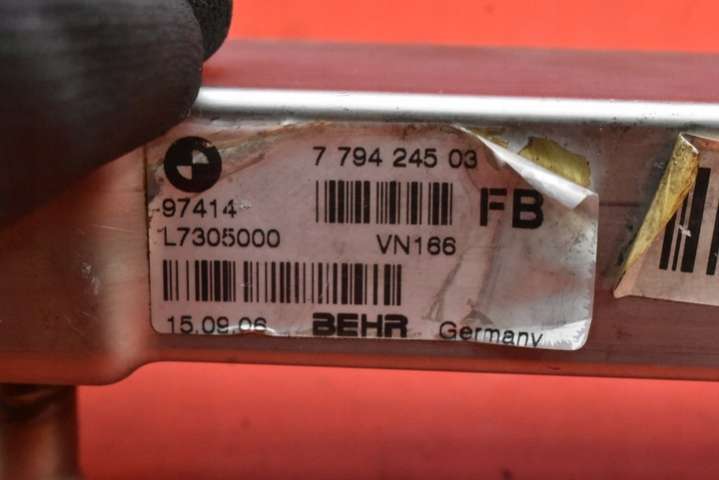 7 794 245 03
FB
97414
L7305000
VN166
15.09.06
BEHR Germany